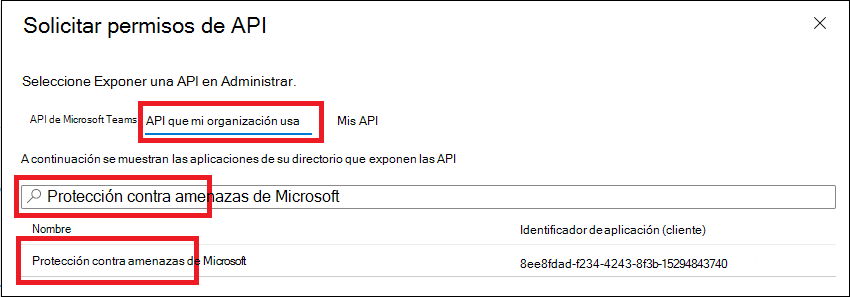 Solicitar permisos de API
Seleccione Exponer una API en Administrar.
API de Microsoft Teams API que mi organización usa Mis API
A continuación se muestran las aplicaciones de su directorio que exponen las API
Protección contra amenazas de Microsoft
Nombre Identificador de aplicación (cliente)
Protección contra amenazas de Microsoft 8ee8fdad-f234-4243-8f3b-15294843740